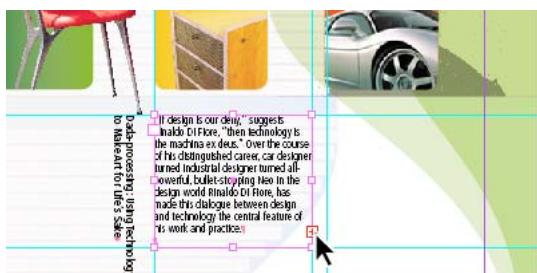 Dada-processing: Using Technolog
to Make Art for Life's Sake
"If design is our deity," suggests
inaldo Di Fiore, "then technology is
the machina ex deus." Over the course
of his distinguished career, car designer
turned industrial designer turned all-
powerful, bullet-stopping Neo in the
design world Rinaldo Di Fiore, has
made this dialogue between design
and technology the central feature of
his work and practice.